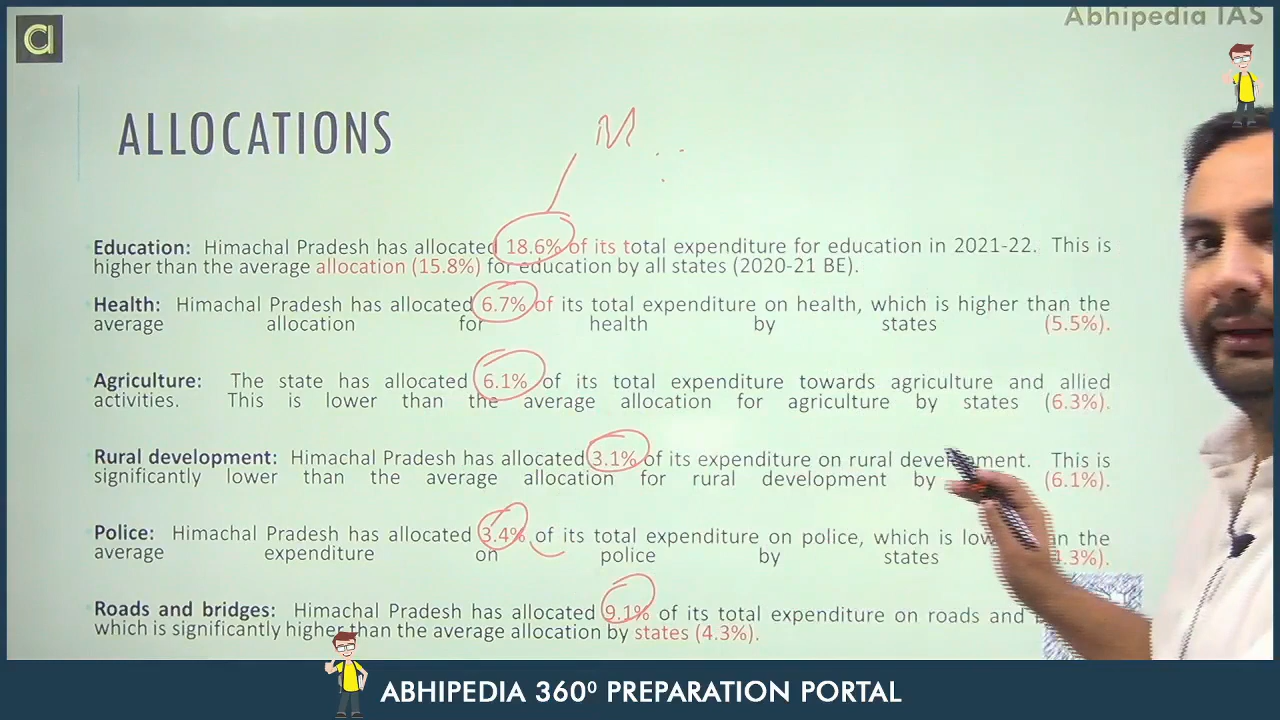 Abhipedia IAS
a
ALLOCATIONS
M
Education: Himachal Pradesh has allocated 18.6% of its total expenditure for education in 2021-22. This is
higher than the average allocation (15.8%) for education by all states (2020-21 BE).
Health: Himachal Pradesh has allocated 6.7% of its total expenditure on health, which is higher than the
average allocation for health by states (5.5%).
Agriculture: The state has allocated 6.1% of its total expenditure towards agriculture and allied
activities. This is lower than the average allocation for agriculture by states (6.3%).
Rural development: Himachal Pradesh has allocated 3.1% of its expenditure on rural development. This is
significantly lower than the average allocation for rural development by (6.1%).
Police: Himachal Pradesh has allocated 3.4% of its total expenditure on police, which is low the
average expenditure on police by states .3%).
Roads and bridges: Himachal Pradesh has allocated 9.1% of its total expenditure on roads and
which is significantly higher than the average allocation by states (4.3%).
ABHIPEDIA 360⁰ PREPARATION PORTAL